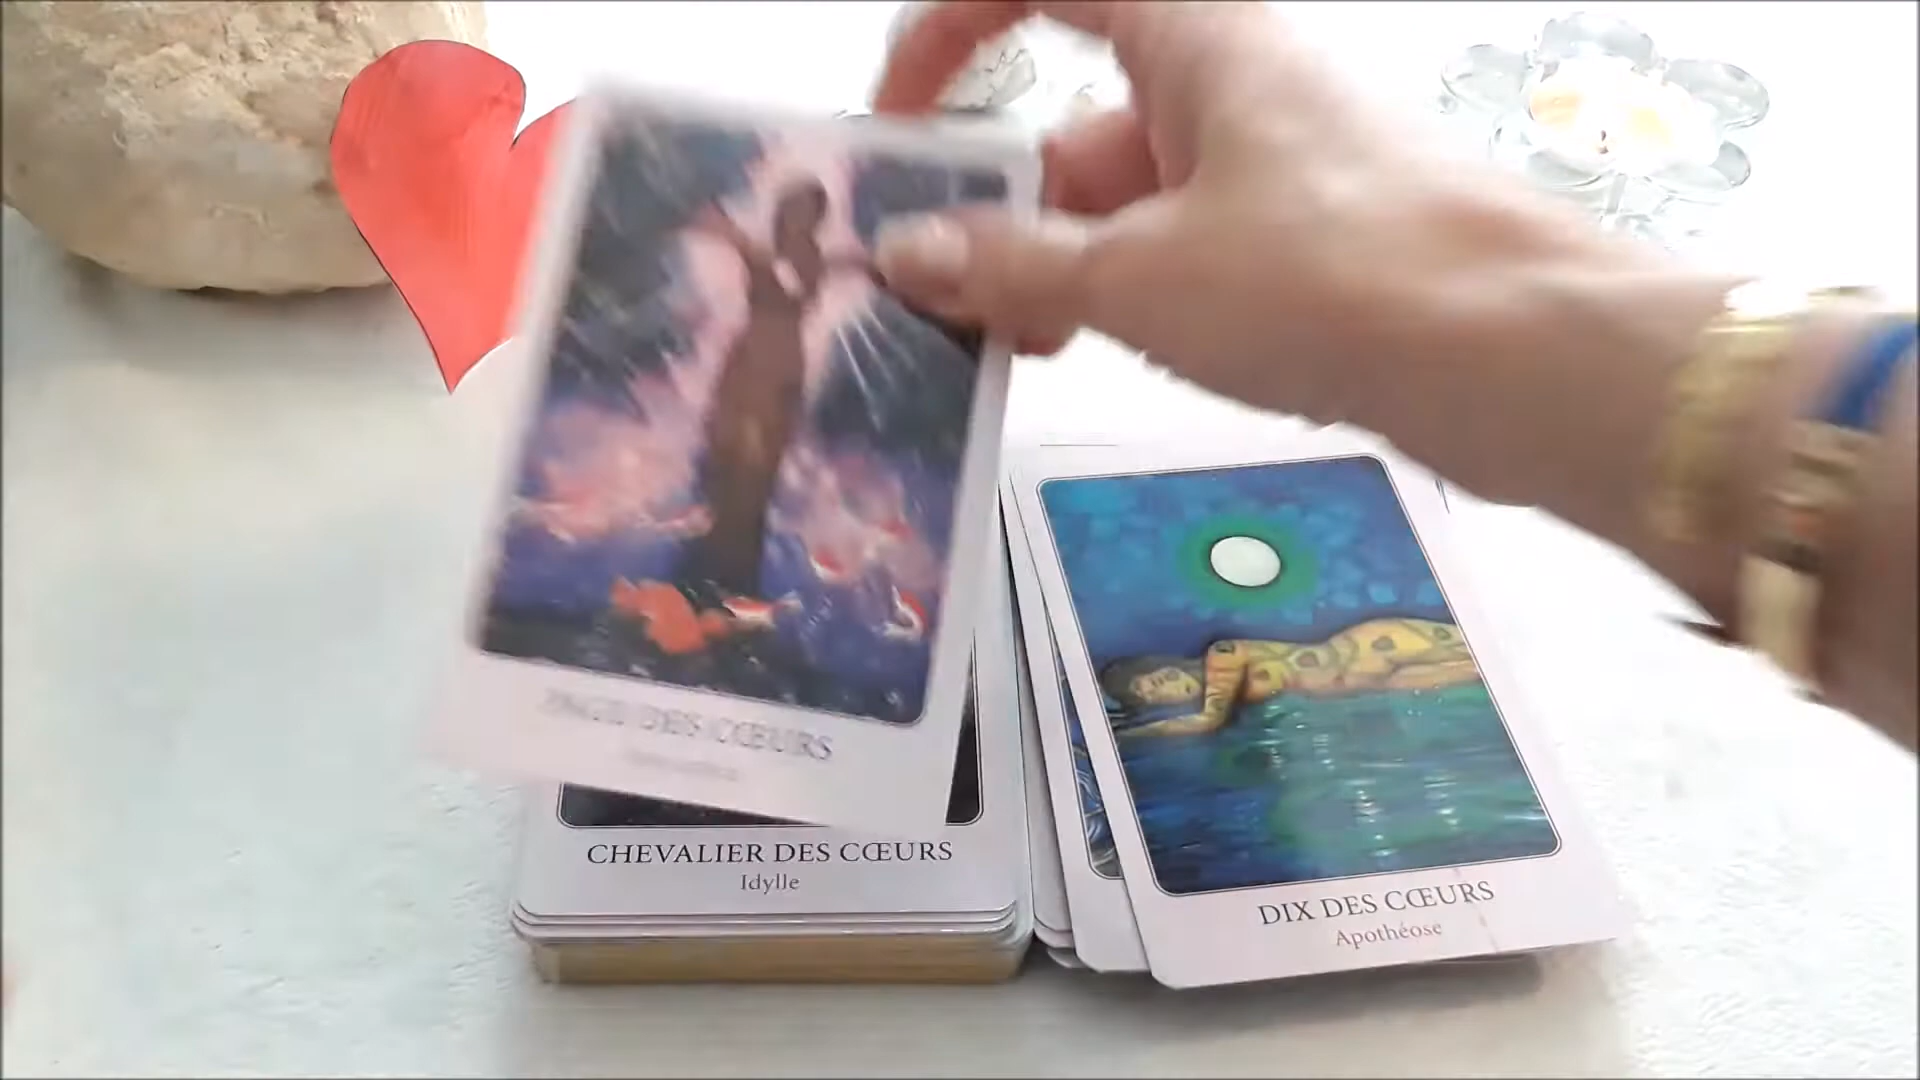 DES CŒURS
CHEVALIER DES CŒURS
Idylle
DIX DES CŒURS
Apothéose